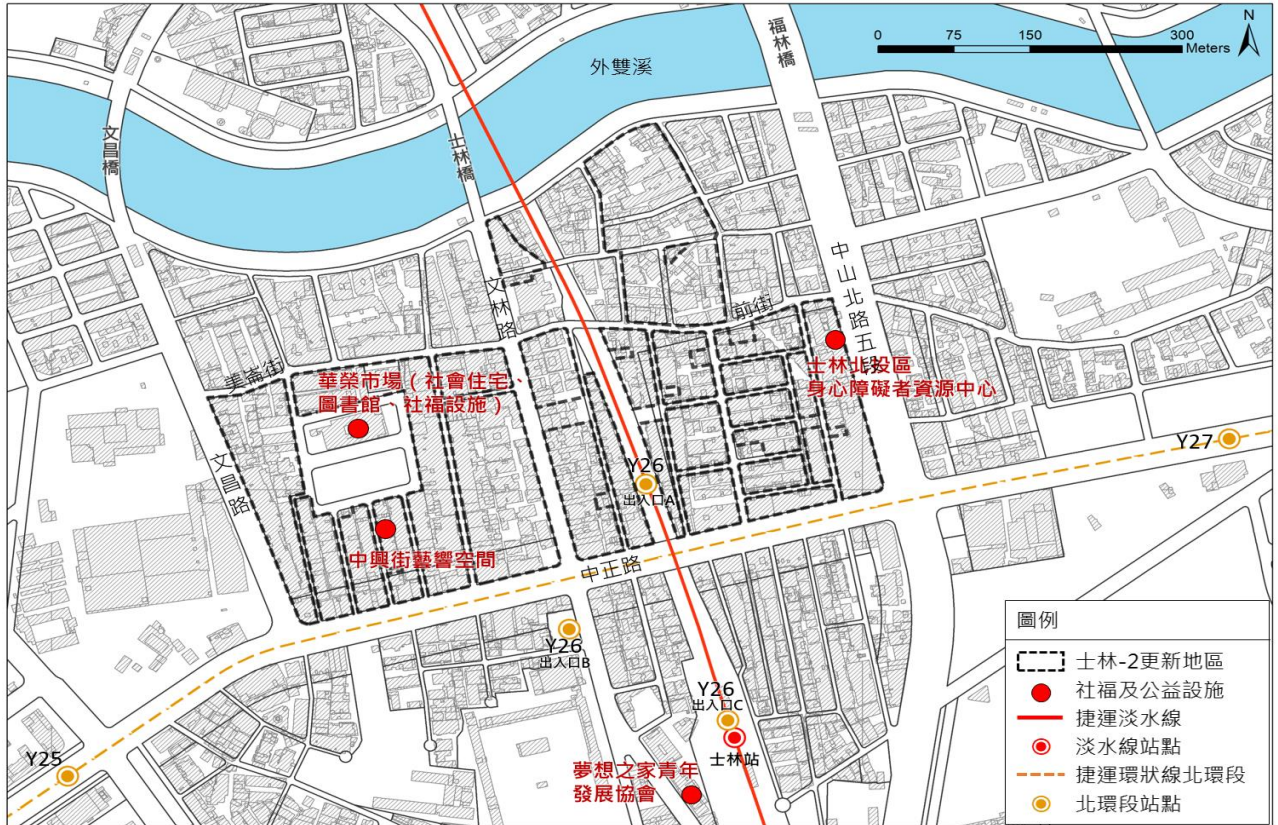 N
0 75 150 300
Meters
福林橋
外雙溪
文昌橋
士林橋
中山北路五段
文林路
前街
美崙街
華榮市場（社會住宅、
圖書館、社福設施）
士林北投區
身心障礙者資源中心
Y27
文昌路
Y26
出入口A
中興街藝響空間
中正路
Y26
出入口B
Y26
出入口C
士林站
Y25
夢想之家青年
發展協會
圖例
士林-2更新地區
社福及公益設施
捷運淡水線
淡水線站點
捷運環狀線北環段
北環段站點